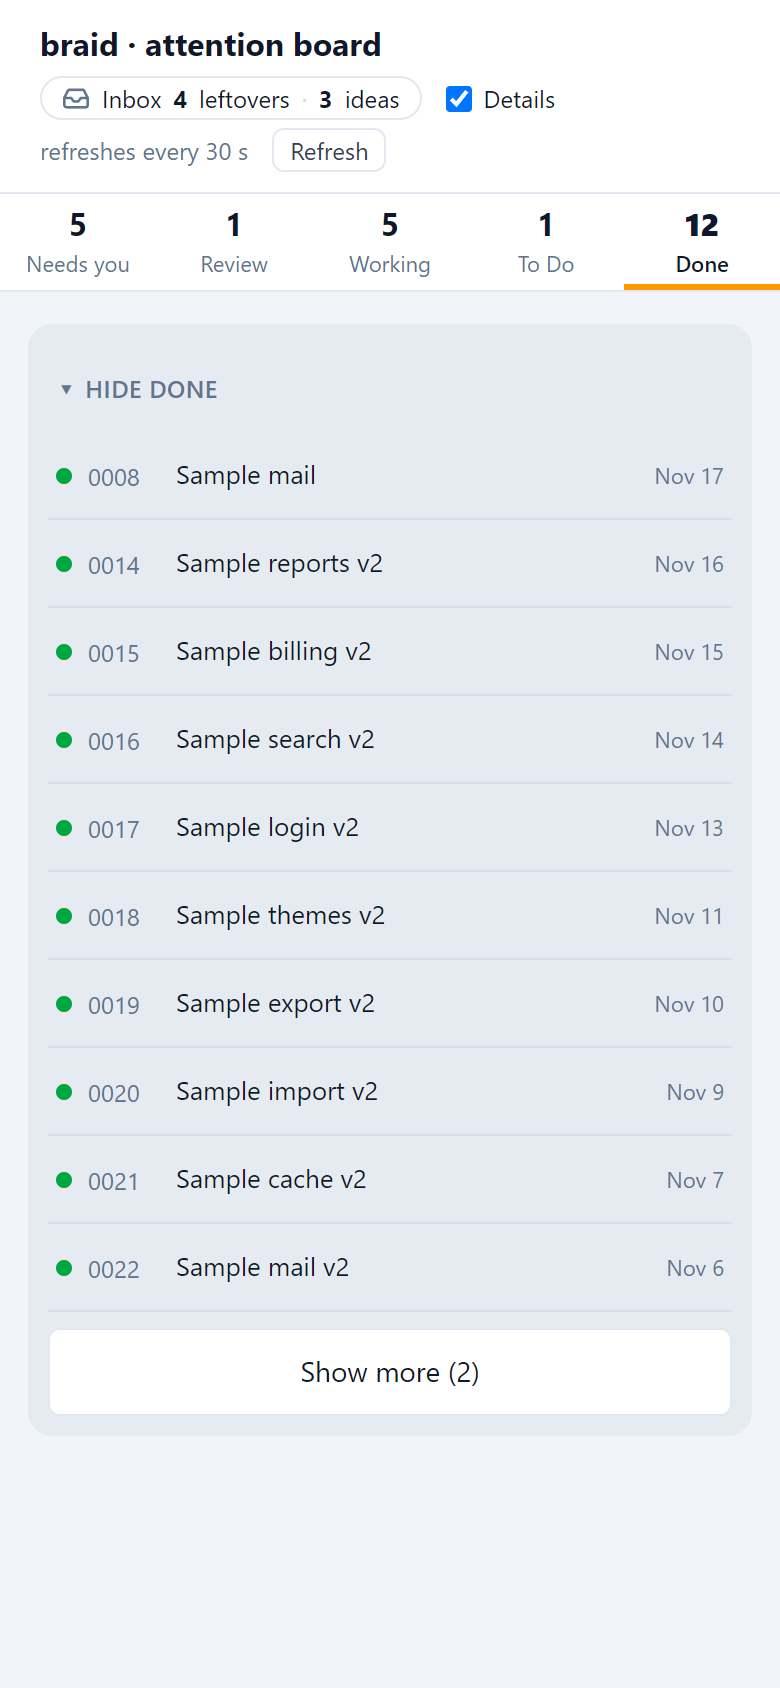 braid · attention board
Inbox 4 leftovers · 3 ideas Details
refreshes every 30 s Refresh
5 1 5 1 12
Needs you Review Working To Do Done
▼ HIDE DONE
0008 Sample mail Nov 17
0014 Sample reports v2 Nov 16
0015 Sample billing v2 Nov 15
0016 Sample search v2 Nov 14
0017 Sample login v2 Nov 13
0018 Sample themes v2 Nov 11
0019 Sample export v2 Nov 10
0020 Sample import v2 Nov 9
0021 Sample cache v2 Nov 7
0022 Sample mail v2 Nov 6
Show more (2)